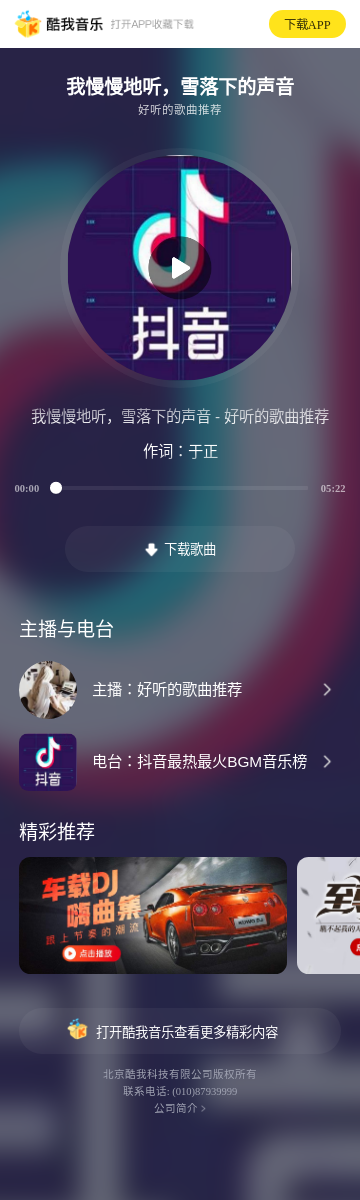 酷我音乐 打开APP收藏下载 下载APP
我慢慢地听，雪落下的声音
好听的歌曲推荐
抖音
我慢慢地听，雪落下的声音 - 好听的歌曲推荐
作词：于正
00:00 05:22
下载歌曲
主播与电台
主播：好听的歌曲推荐
抖音
电台：抖音最热最火BGM音乐榜
精彩推荐
车载DJ
嗨曲集
跟上节奏的潮流
点击播放
打开酷我音乐查看更多精彩内容
北京酷我科技有限公司版权所有
联系电话: (010)87939999
公司简介